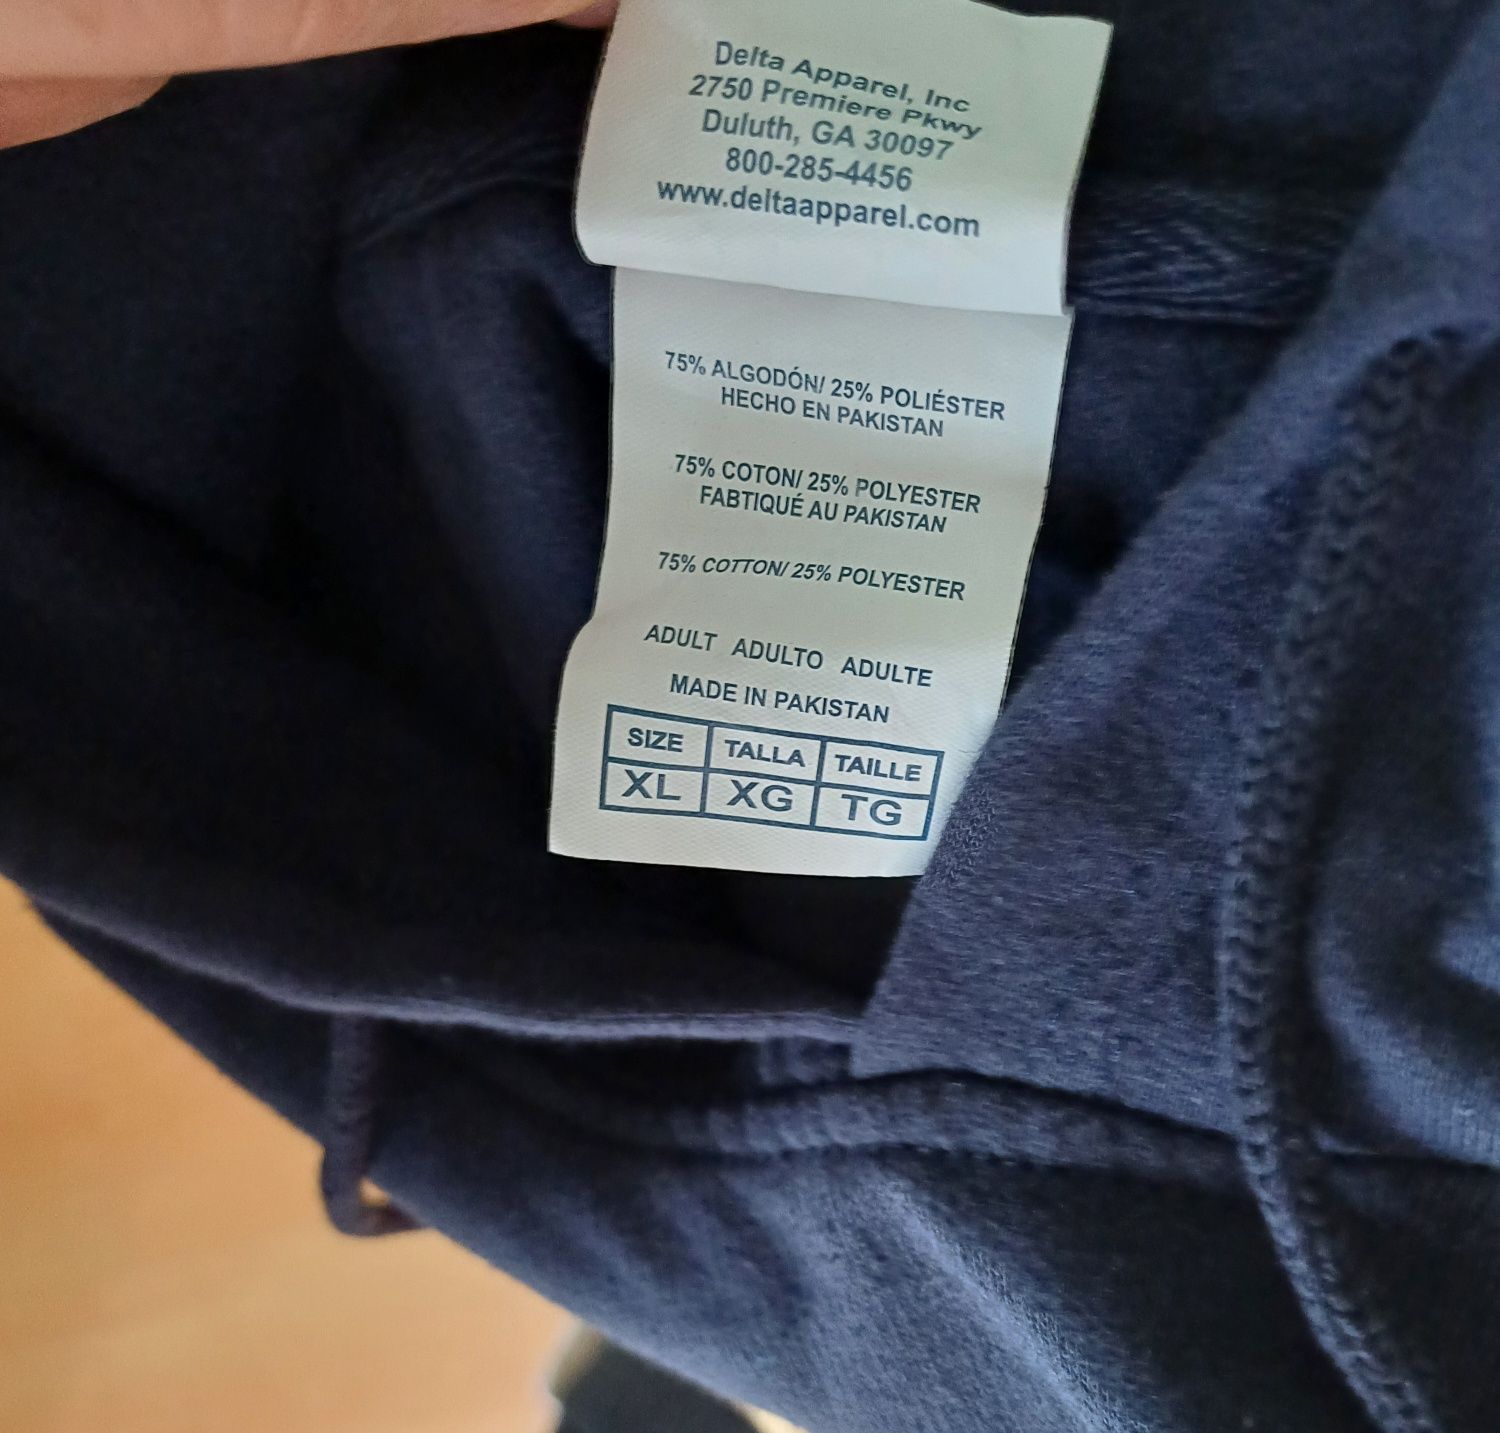 Delta Apparel, Inc
2750 Premiere Pkwy
Duluth, GA 30097
800-285-4456
www.deltaapparel.com
75% ALGODÓN/ 25% POLIÉSTER
HECHO EN PAKISTAN
75% COTON/ 25% POLYESTER
FABTIQUÉ AU PAKISTAN
75% COTTON/ 25% POLYESTER
ADULT ADULTO ADULTE
MADE IN PAKISTAN
SIZE TALLA TAILLE
XL XG TG